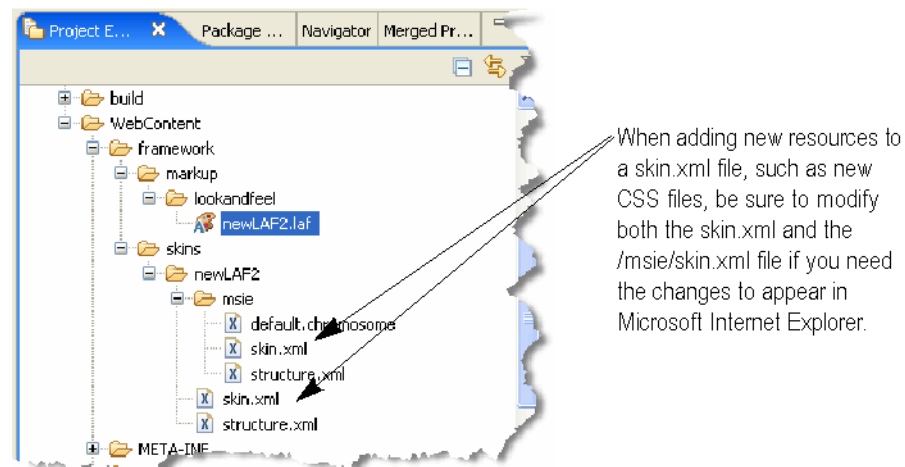 Project E... Package ... Navigator Merged Pr...
build
WebContent
framework
markup
lookandfeel
newLAF2.laf
skins
newLAF2
msie
default.chromosome
skin.xml
structure.xml
skin.xml
structure.xml
META-INF
When adding new resources to
a skin.xml file, such as new
CSS files, be sure to modify
both the skin.xml and the
/msie/skin.xml file if you need
the changes to appear in
Microsoft Internet Explorer.